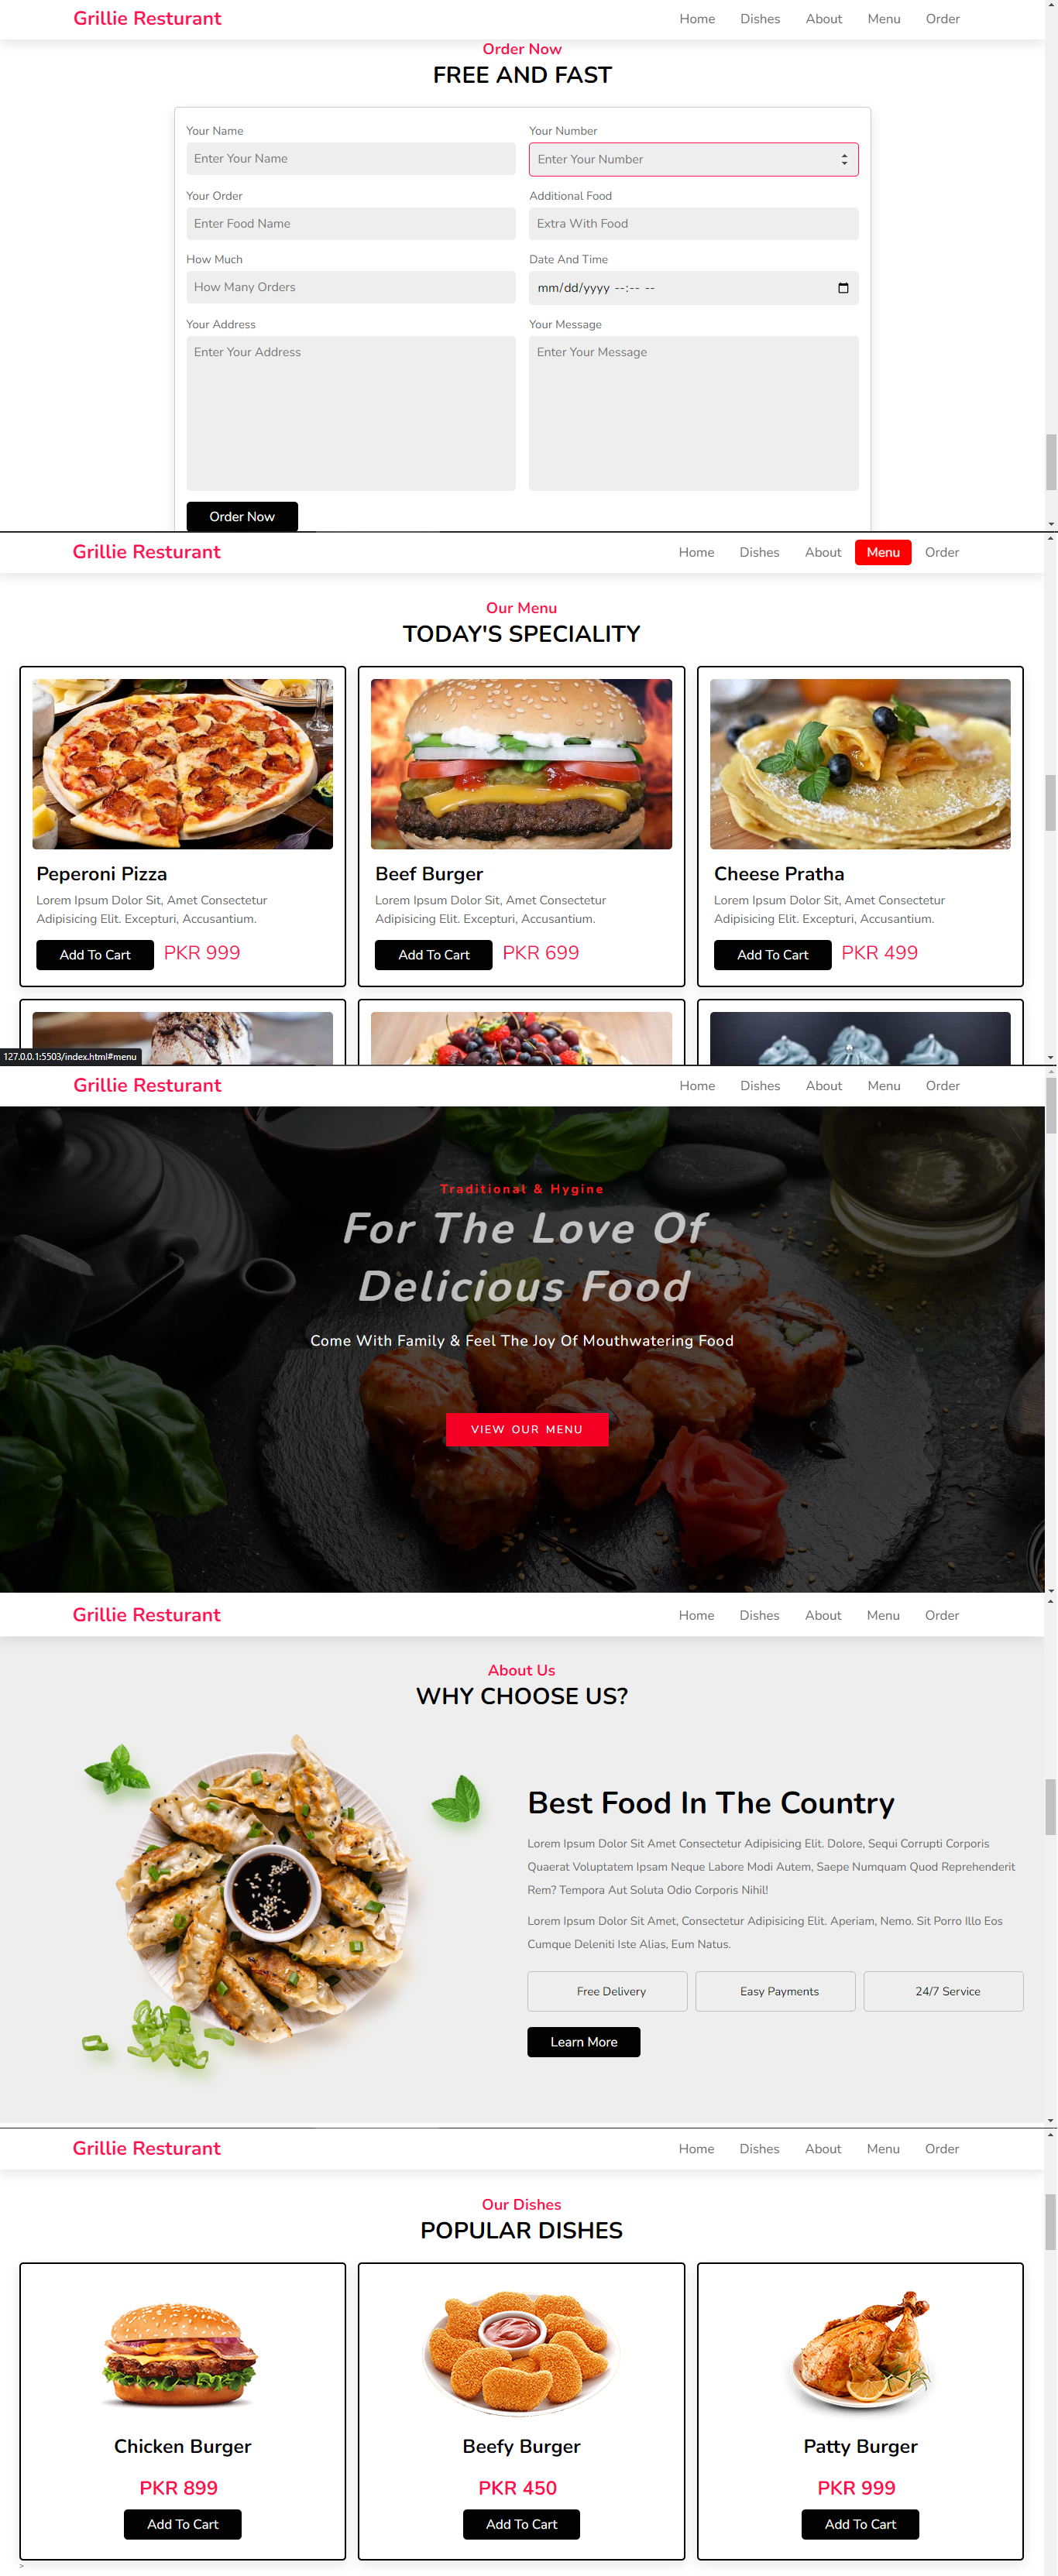 Grillie Resturant
Home Dishes About Menu Order
Order Now
FREE AND FAST
Your Name Your Number
Enter Your Name Enter Your Number
Your Order Additional Food
Enter Food Name Extra With Food
How Much Date And Time
How Many Orders mm/dd/yyyy --:-- --
Your Address Your Message
Enter Your Address Enter Your Message
Order Now
Grillie Resturant
Home Dishes About Menu Order
Our Menu
TODAY'S SPECIALITY
Peperoni Pizza
Lorem Ipsum Dolor Sit, Amet Consectetur
Adipisicing Elit. Excepturi, Accusantium.
Add To Cart PKR 999
Beef Burger
Lorem Ipsum Dolor Sit, Amet Consectetur
Adipisicing Elit. Excepturi, Accusantium.
Add To Cart PKR 699
Cheese Pratha
Lorem Ipsum Dolor Sit, Amet Consectetur
Adipisicing Elit. Excepturi, Accusantium.
Add To Cart PKR 499
127.0.0.1:5503/index.html#menu
Grillie Resturant
Home Dishes About Menu Order
Traditional & Hygine
For The Love Of
Delicious Food
Come With Family & Feel The Joy Of Mouthwatering Food
VIEW OUR MENU
Grillie Resturant
Home Dishes About Menu Order
About Us
WHY CHOOSE US?
Best Food In The Country
Lorem Ipsum Dolor Sit Amet Consectetur Adipisicing Elit. Dolore, Sequi Corrupti Corporis
Quaerat Voluptatem Ipsam Neque Labore Modi Autem, Saepe Numquam Quod Reprehenderit
Rem? Tempora Aut Soluta Odio Corporis Nihil!
Lorem Ipsum Dolor Sit Amet, Consectetur Adipisicing Elit. Aperiam, Nemo. Sit Porro Illo Eos
Cumque Deleniti Iste Alias, Eum Natus.
Free Delivery Easy Payments 24/7 Service
Learn More
Grillie Resturant
Home Dishes About Menu Order
Our Dishes
POPULAR DISHES
Chicken Burger
PKR 899
Add To Cart
Beefy Burger
PKR 450
Add To Cart
Patty Burger
PKR 999
Add To Cart
>